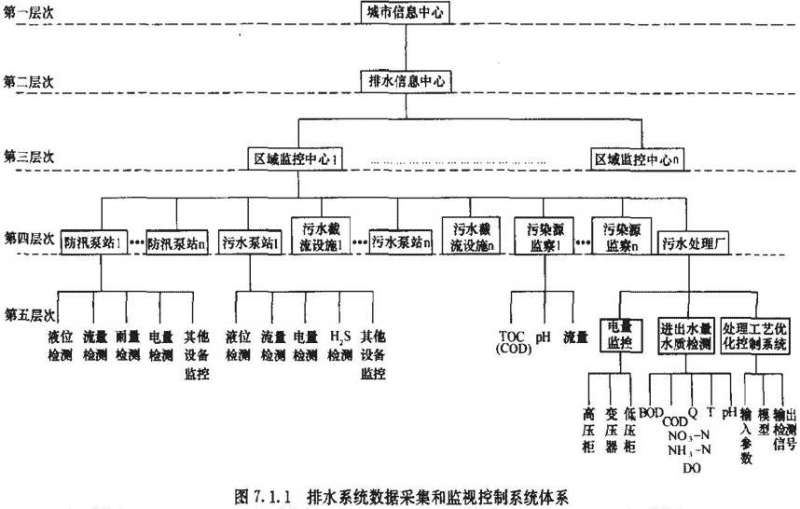 第一层次
城市信息中心
第二层次
排水信息中心
第三层次
区域监控中心1
………………………………
区域监控中心n
第四层次
防汛泵站1
•••
防汛泵站n
污水泵站1
污水截
流设施1
•••
污水泵站n
污水截
流设施n
污染源
监察1
•••
污染源
监察n
污水处理厂
第五层次
液位
检测
流量
检测
雨量
检测
电量
检测
其他
设备
监控
液位
检测
流量
检测
电量
检测
H₂S
检测
其他
设备
监控
TOC
(COD)
pH
流量
电量
监控
进出水量
水质检测
处理工艺优
化控制系统
高压柜
变压器
低压柜
BOD
COD
Q
T
pH
NO₃-N
NH₃-N
DO
输入参数
模型
输出
检测
信号
图 7.1.1 排水系统数据采集和监视控制系统体系